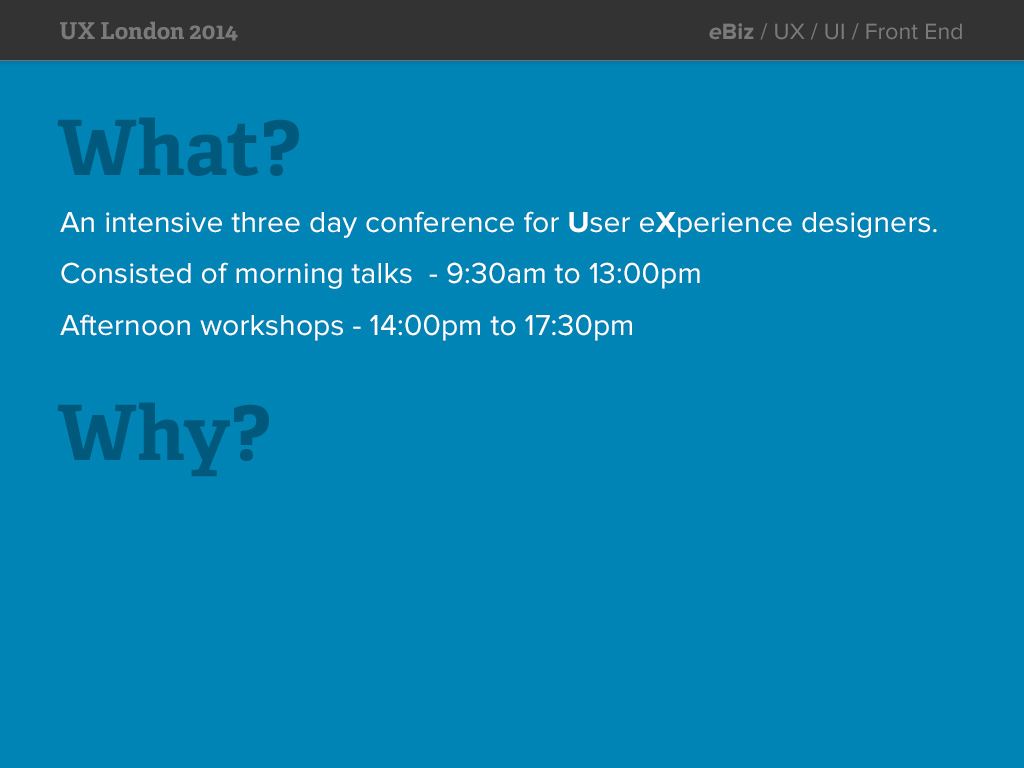 UX London 2014
eBiz / UX / UI / Front End
What?
An intensive three day conference for User eXperience designers.
Consisted of morning talks  - 9:30am to 13:00pm
Afternoon workshops - 14:00pm to 17:30pm
Why?